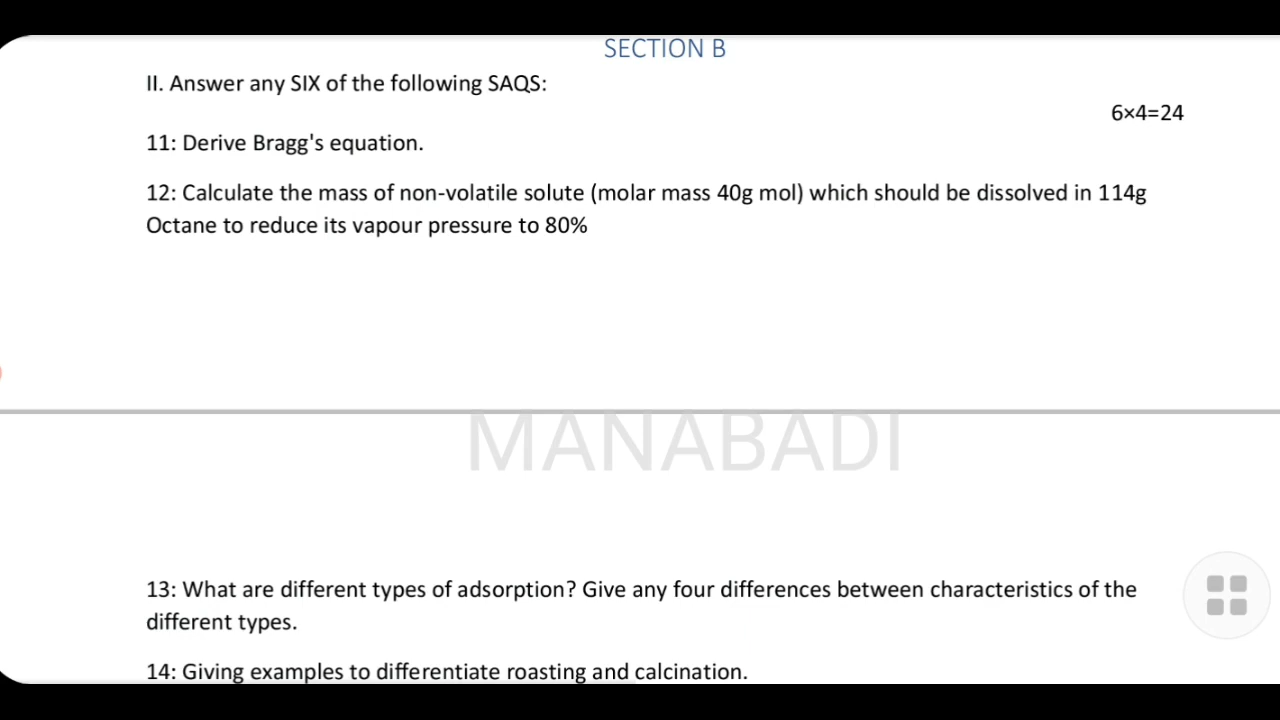 SECTION B
II. Answer any SIX of the following SAQS:
6×4=24
11: Derive Bragg's equation.
12: Calculate the mass of non-volatile solute (molar mass 40g mol) which should be dissolved in 114g
Octane to reduce its vapour pressure to 80%
MANABADI
13: What are different types of adsorption? Give any four differences between characteristics of the
different types.
14: Giving examples to differentiate roasting and calcination.